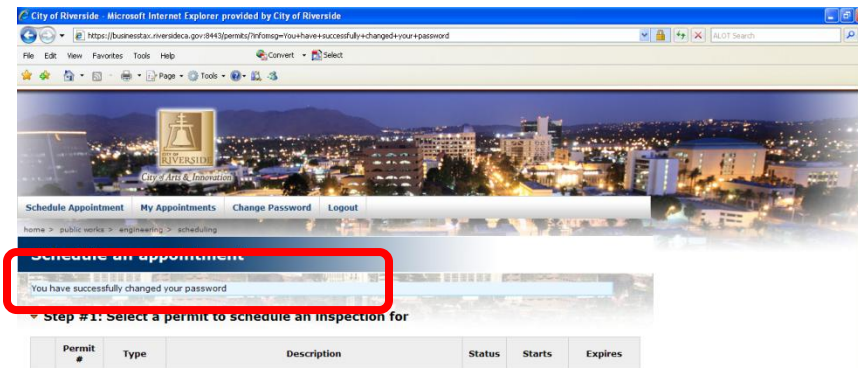 City of Riverside - Microsoft Internet Explorer provided by City of Riverside
https://businesstax.riversideca.gov:8443/permits/?infomsg=You+have+successfully+changed+your+password
ALOT Search
File Edit View Favorites Tools Help Convert Select
Page Tools
CITY OF
RIVERSIDE
City of Arts & Innovation
Schedule Appointment My Appointments Change Password Logout
home > public works > engineering > scheduling
Schedule an appointment
You have successfully changed your password
Step #1: Select a permit to schedule an inspection for
Permit # Type Description Status Starts Expires